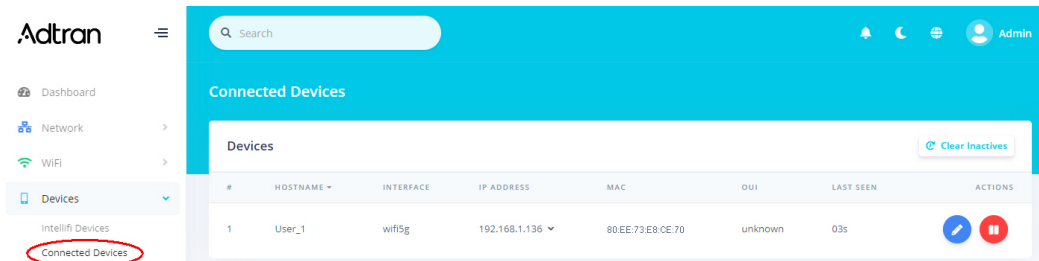 Adtran
Search
Admin
Dashboard
Network
WiFi
Devices
Intellifi Devices
Connected Devices
Connected Devices
Devices
Clear Inactives
# HOSTNAME INTERFACE IP ADDRESS MAC OUI LAST SEEN ACTIONS
1 User_1 wifi5g 192.168.1.136 80:EE:73:E8:CE:70 unknown 03s